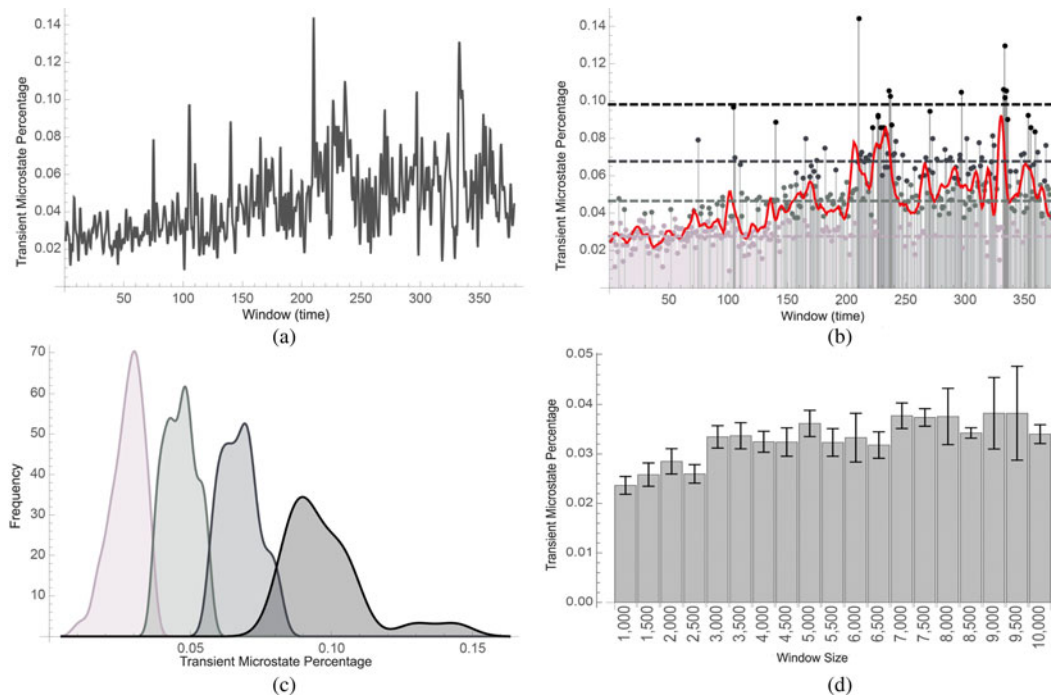 Transient Microstate Percentage
0.14
0.12
0.10
0.08
0.06
0.04
0.02
50 100 150 200 250 300 350
Window (time)
(a)
Transient Microstate Percentage
0.14
0.12
0.10
0.08
0.06
0.04
0.02
50 100 150 200 250 300 350
Window (time)
(b)
Frequency
70
60
50
40
30
20
10
0.05 0.10 0.15
Transient Microstate Percentage
(c)
Transient Microstate Percentage
0.05
0.04
0.03
0.02
0.01
0.00
1,000 1,500 2,000 2,500 3,000 3,500 4,000 4,500 5,000 5,500 6,000 6,500 7,000 7,500 8,000 8,500 9,000 9,500 10,000
Window Size
(d)